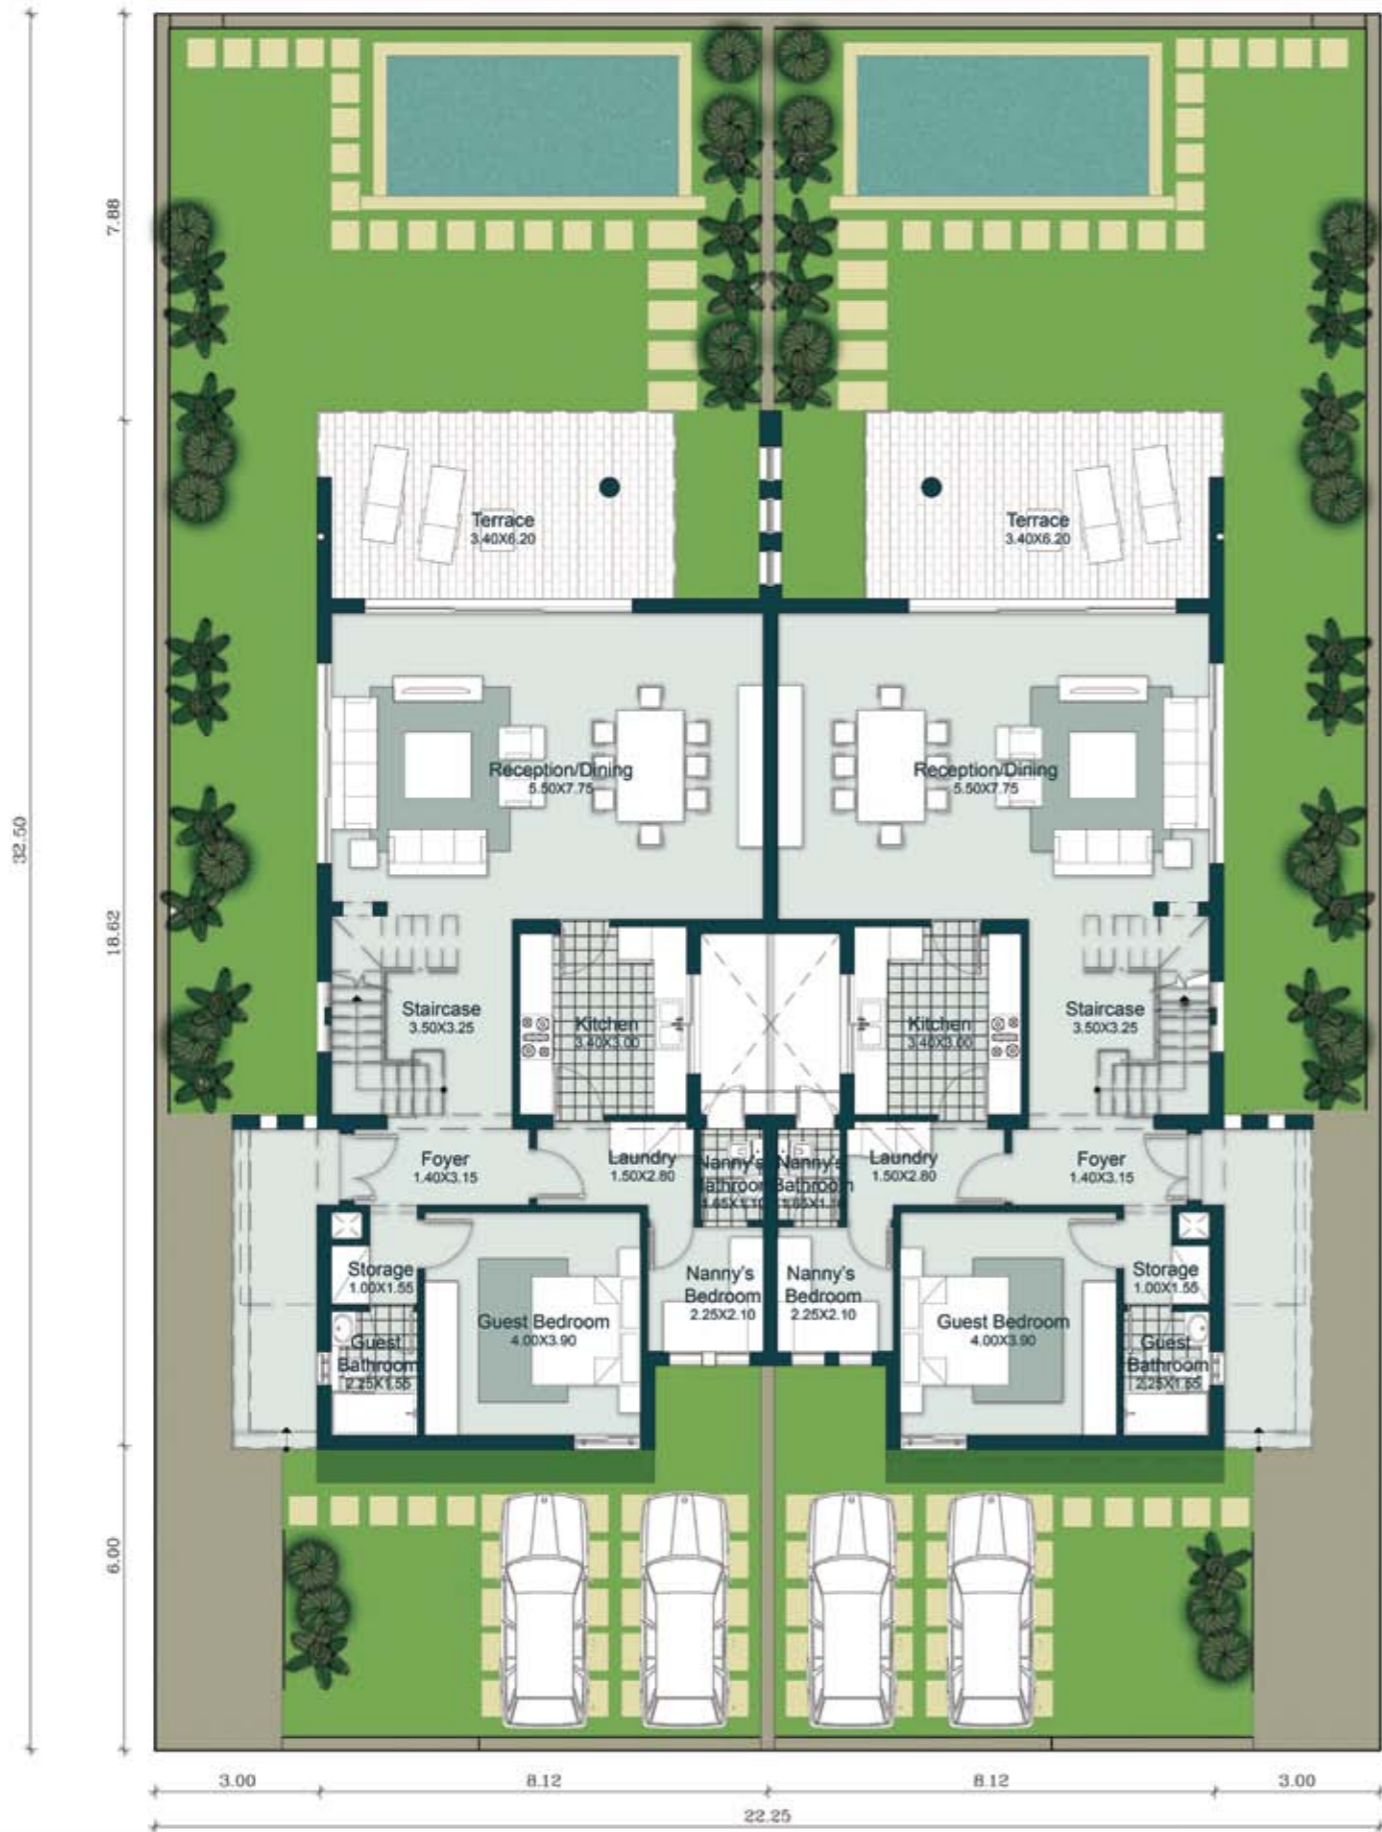 7.88
Terrace
3.40X6.20
Terrace
3.40X6.20
Reception/Dining
5.50X7.75
Reception/Dining
5.50X7.75
32.50
18.62
Staircase
3.50X3.25
Kitchen
3.40X3.00
Kitchen
3.40X3.00
Staircase
3.50X3.25
Foyer
1.40X3.15
Laundry
1.50X2.80
Nanny's
Bathroom
1.65X1.10
Nanny's
Bathroom
Laundry
1.50X2.80
Foyer
1.40X3.15
Storage
1.00X1.55
Nanny's
Bedroom
2.25X2.10
Nanny's
Bedroom
2.25X2.10
Storage
1.00X1.55
Guest Bedroom
4.00X3.90
Guest Bedroom
4.00X3.90
Guest
Bathroom
2.25X1.55
Guest
Bathroom
2.25X1.55
6.00
3.00
8.12
8.12
3.00
22.25